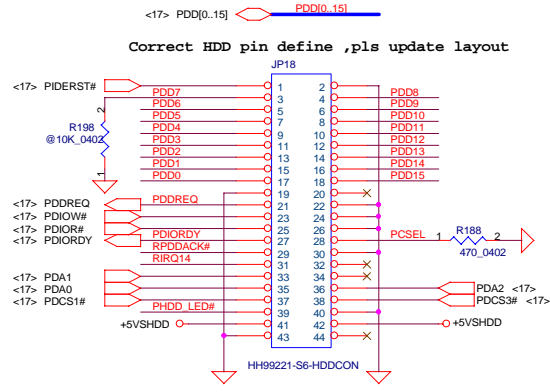 <17> PDD[0..15] PDD[0..15]
Correct HDD pin define ,pls update layout
JP18
<17> PIDERST# 1 2
PDD7 3 4 PDD8
PDD6 5 6 PDD9
PDD5 7 8 PDD10
PDD4 9 10 PDD11
PDD3 11 12 PDD12
PDD2 13 14 PDD13
PDD1 15 16 PDD14
PDD0 17 18 PDD15
2 R198 @10K_0402 1
19 20
<17> PDDREQ PDDREQ 21 22
<17> PDIOW# 23 24
<17> PDIOR# 25 26
<17> PDIORDY PDIORDY 27 28 PCSEL 1 R188 2 470_0402
RPDDACK# 29 30
RIRQ14 31 32
<17> PDA1 33 34
<17> PDA0 35 36 PDA2 <17>
<17> PDCS1# 37 38 PDCS3# <17>
PHDD_LED# 39 40
+5VSHDD 41 42 +5VSHDD
43 44
HH99221-S6-HDDCON